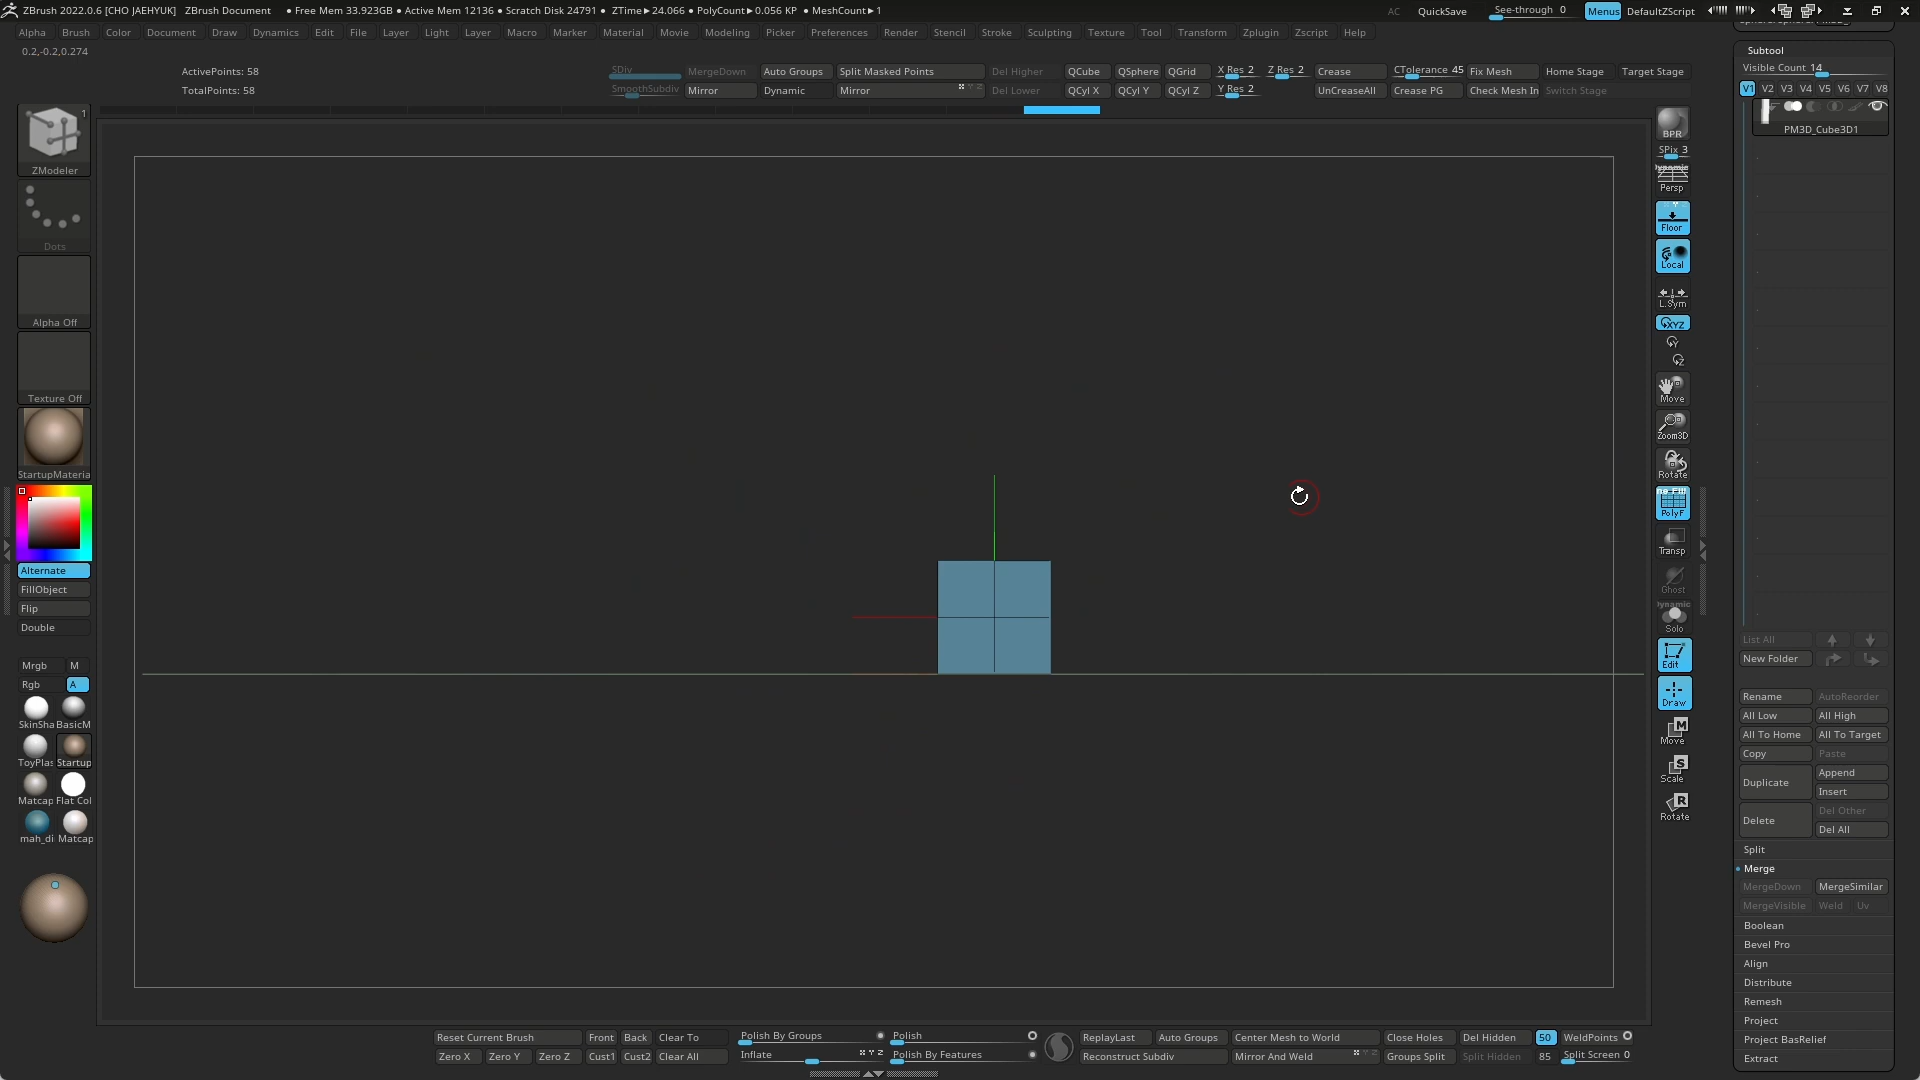 ZBrush 2022.0.6 [CHO JAEHYUK] ZBrush Document • Free Mem 33.923GB • Active Mem 12136 • Scratch Disk 24791 • ZTime▸24.066 • PolyCount▸0.056 KP • MeshCount▸1 AC QuickSave See-through 0 Menus DefaultZScript
Alpha Brush Color Document Draw Dynamics Edit File Layer Light Layer Macro Marker Material Movie Modeling Picker Preferences Render Stencil Stroke Sculpting Texture Tool Transform Zplugin Zscript Help
0.2,-0.2,0.274
ActivePoints: 58
TotalPoints: 58
SDiv MergeDown Auto Groups Split Masked Points Del Higher QCube QSphere QGrid X Res 2 Z Res 2 Crease CTolerance 45 Fix Mesh Home Stage Target Stage
SmoothSubdiv Mirror Dynamic Mirror Del Lower QCyl X QCyl Y QCyl Z Y Res 2 UnCreaseAll Crease PG Check Mesh In Switch Stage
1
ZModeler
Dots
Alpha Off
Texture Off
StartupMateria
Alternate
FillObject
Flip
Double
Mrgb M
Rgb A
SkinSha BasicM
ToyPlas Startup
Matcap Flat Col
mah_di Matcap
BPR
SPix 3
Dynamic
Persp
Floor
Local
L.Sym
XYZ
Y
Z
Move
Zoom3D
Rotate
PolyF
Transp
Ghost
Dynamic
Solo
Edit
Draw
Move
Scale
Rotate
Subtool
Visible Count 14
V1 V2 V3 V4 V5 V6 V7 V8
PM3D_Cube3D1
List All
New Folder
Rename AutoReorder
All Low All High
All To Home All To Target
Copy Paste
Duplicate Append
Insert
Delete Del Other
Del All
Split
Merge
MergeDown MergeSimilar
MergeVisible Weld Uv
Boolean
Bevel Pro
Align
Distribute
Remesh
Project
Project BasRelief
Extract
Reset Current Brush Front Back Clear To Polish By Groups Polish ReplayLast Auto Groups Center Mesh to World Close Holes Del Hidden 50 WeldPoints
Zero X Zero Y Zero Z Cust1 Cust2 Clear All Inflate Polish By Features Reconstruct Subdiv Mirror And Weld Groups Split Split Hidden 85 Split Screen 0